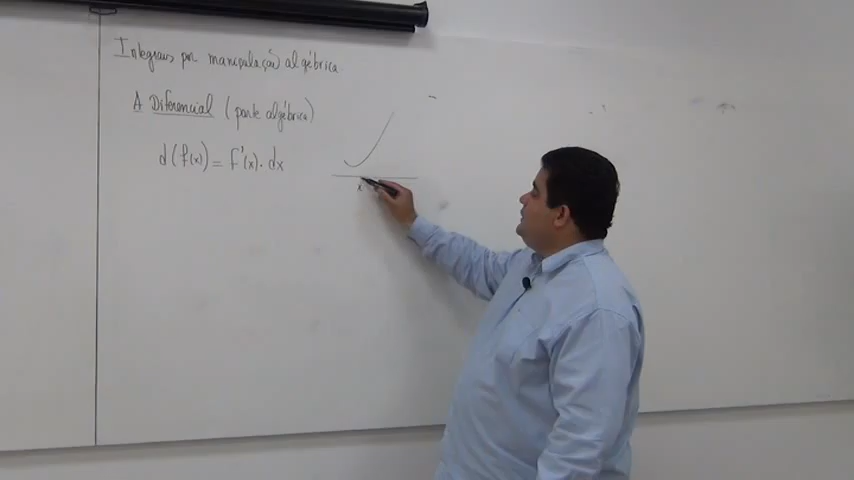 Integrais por manipulação algébrica.
A Diferencial (parte algébrica)
d(f(x)) = f'(x) · dx
x